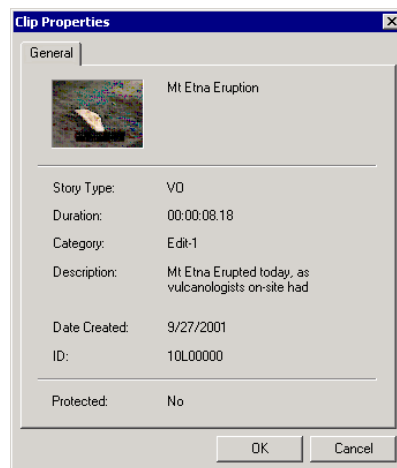 Clip Properties
General
Mt Etna Eruption
Story Type: VO
Duration: 00:00:08.18
Category: Edit-1
Description: Mt Etna Erupted today, as
vulcanologists on-site had
Date Created: 9/27/2001
ID: 10L00000
Protected: No
OK Cancel